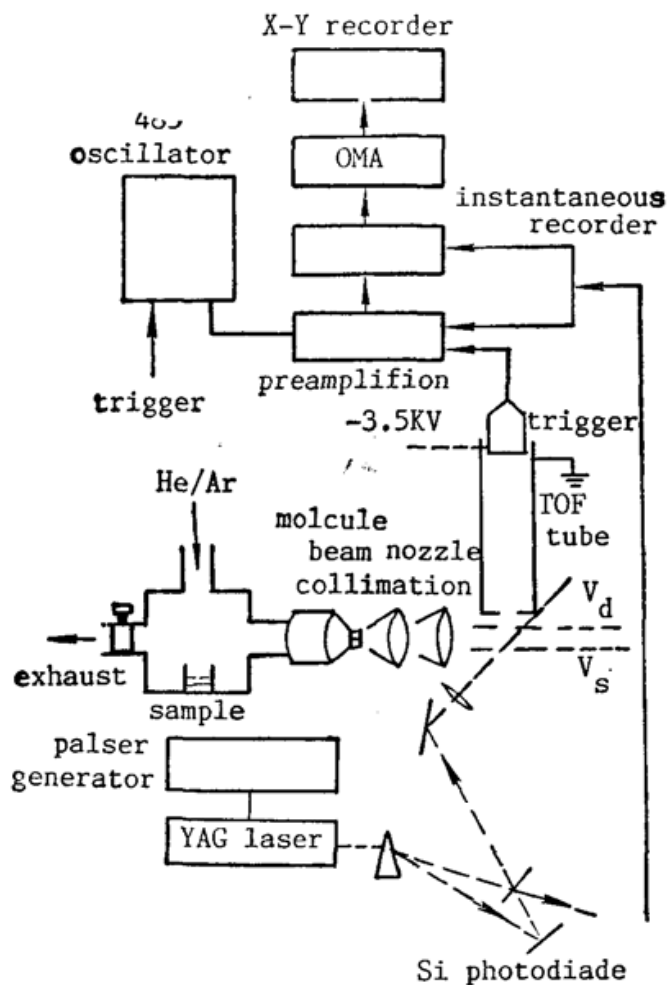 X-Y recorder
oscillator
OMA
instantaneous
recorder
preamplifion
trigger
-3.5KV
trigger
He/Ar
TOF
tube
molcule
beam nozzle
collimation
V_d
V_s
exhaust
sample
palser
generator
YAG laser
Si photodiade